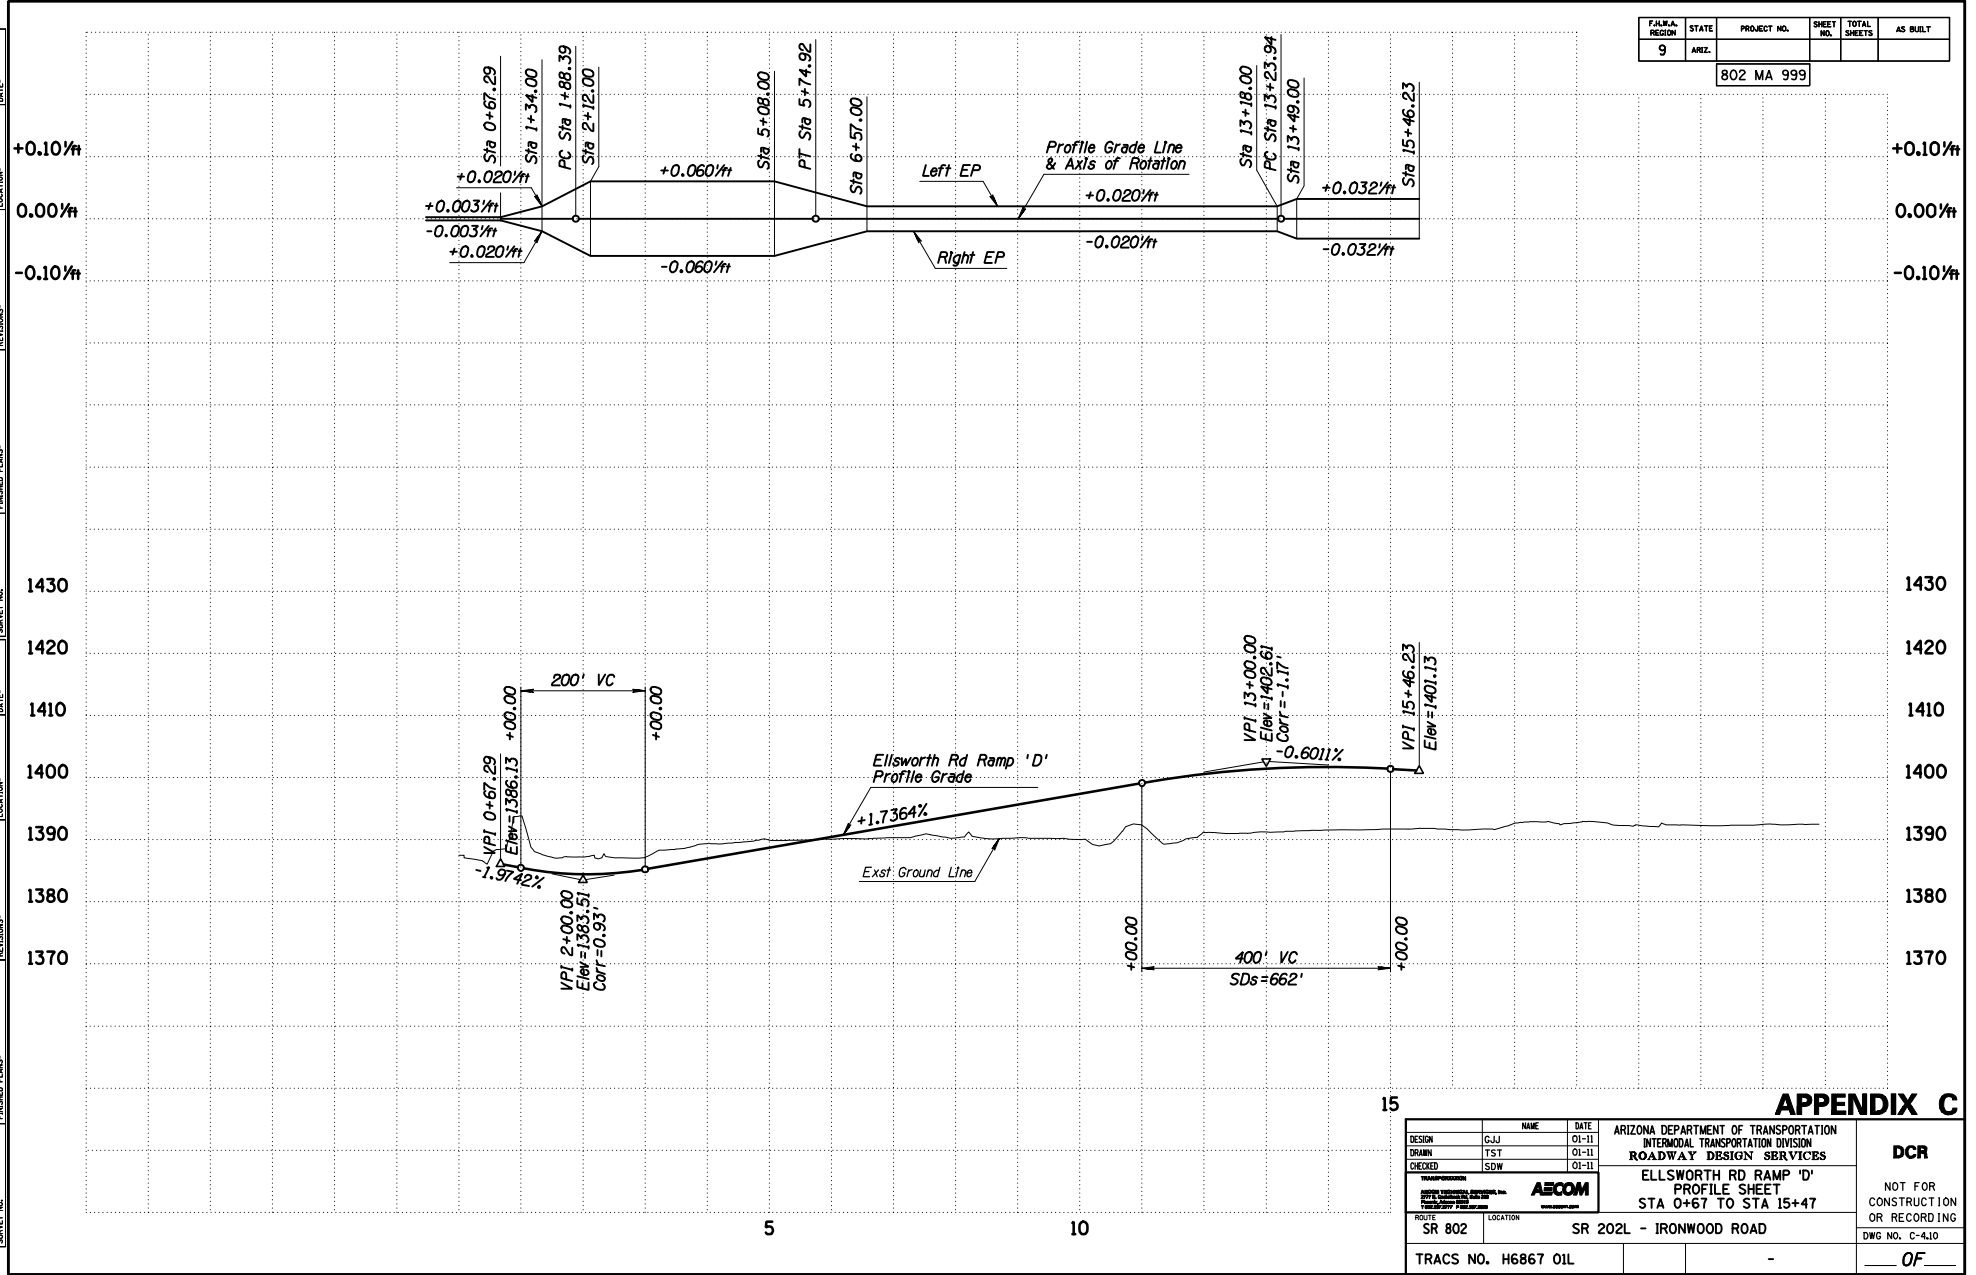 F.H.W.A. REGION
STATE
PROJECT NO.
SHEET NO.
TOTAL SHEETS
AS BUILT
9
ARIZ.
802 MA 999
Sta 0+67.29
Sta 1+34.00
PC Sta 1+88.39
Sta 2+12.00
Sta 5+08.00
PT Sta 5+74.92
Sta 6+57.00
Sta 13+18.00
PC Sta 13+23.94
Sta 13+49.00
Sta 15+46.23
+0.10'/ft
+0.10'/ft
0.00'/ft
0.00'/ft
-0.10'/ft
-0.10'/ft
+0.020'/ft
+0.003'/ft
-0.003'/ft
+0.020'/ft
+0.060'/ft
-0.060'/ft
Left EP
Profile Grade Line
& Axis of Rotation
+0.020'/ft
-0.020'/ft
Right EP
+0.032'/ft
-0.032'/ft
1430
1430
1420
1420
1410
1410
1400
1400
1390
1390
1380
1380
1370
1370
200' VC
+00.00
+00.00
VPI 0+67.29
Elev=1386.13
-1.9742%
VPI 2+00.00
Elev=1383.51
Corr=0.93'
Ellsworth Rd Ramp 'D'
Profile Grade
+1.7364%
Exst Ground Line
VPI 13+00.00
Elev=1402.61
Corr=-1.17'
-0.6011%
VPI 15+46.23
Elev=1401.13
+00.00
+00.00
400' VC
SDs=662'
5
10
15
APPENDIX C
NAME
DATE
DESIGN GJJ 01-11
DRAWN TST 01-11
CHECKED SDW 01-11
TRANSPORTATION
AECOM
ARIZONA DEPARTMENT OF TRANSPORTATION
INTERMODAL TRANSPORTATION DIVISION
ROADWAY DESIGN SERVICES
ELLSWORTH RD RAMP 'D'
PROFILE SHEET
STA 0+67 TO STA 15+47
DCR
NOT FOR
CONSTRUCTION
OR RECORDING
DWG NO. C-4.10
ROUTE
SR 802
LOCATION
SR 202L - IRONWOOD ROAD
TRACS NO. H6867 01L
-
OF